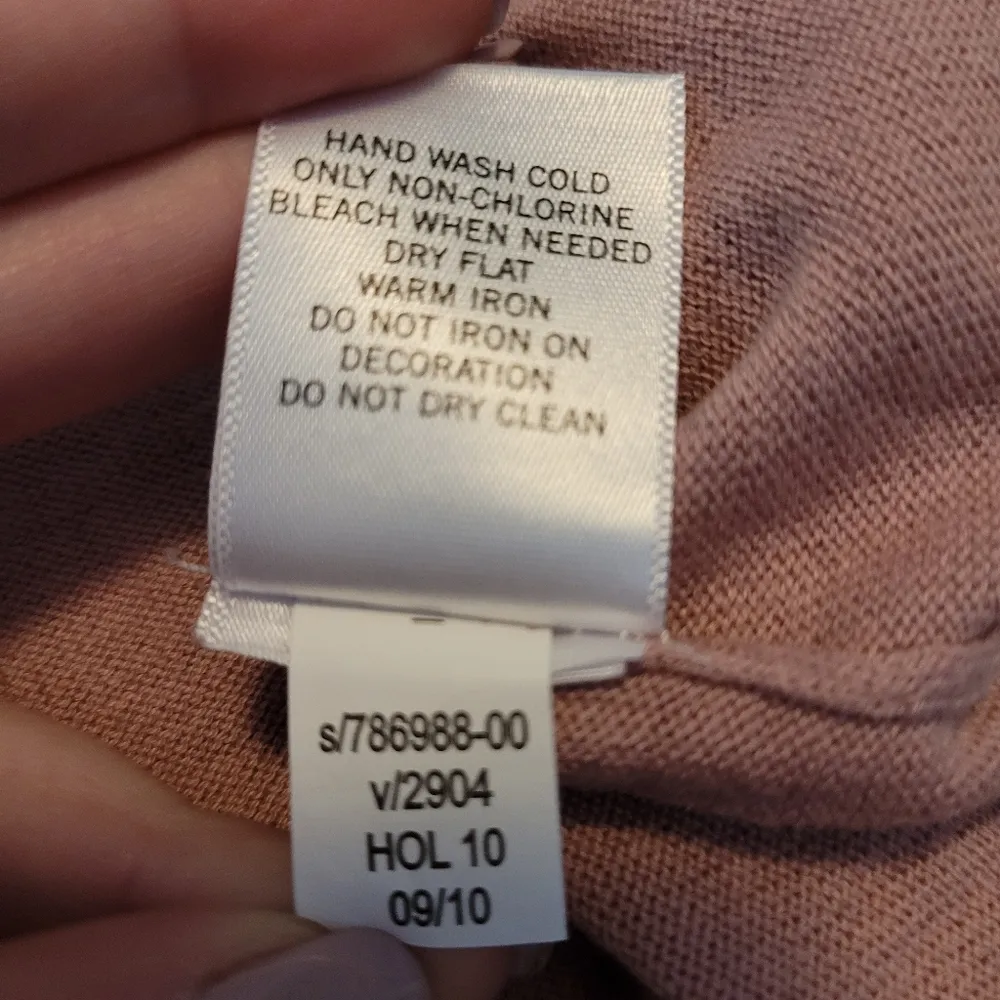 HAND WASH COLD
ONLY NON-CHLORINE
BLEACH WHEN NEEDED
DRY FLAT
WARM IRON
DO NOT IRON ON
DECORATION
DO NOT DRY CLEAN
s/786988-00
v/2904
HOL 10
09/10